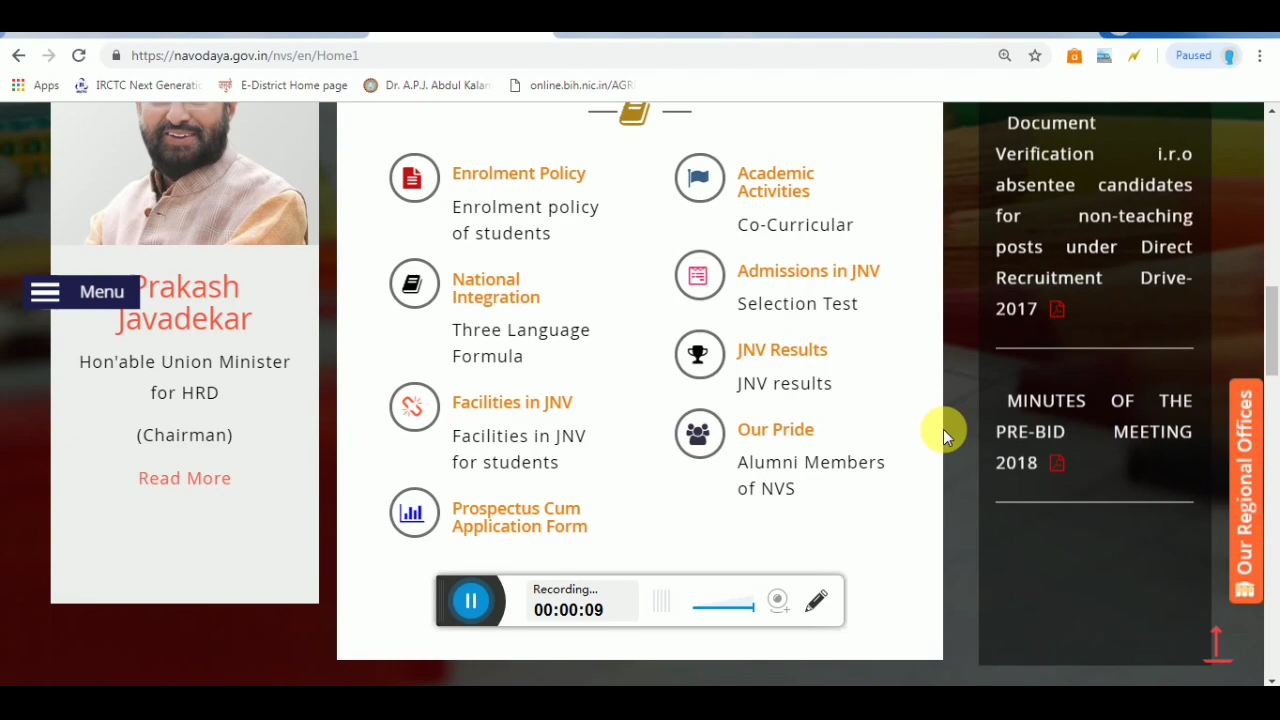 https://navodaya.gov.in/nvs/en/Home1
Paused
Apps
IRCTC Next Generatic
E-District Home page
Dr. A.P.J. Abdul Kalan
online.bih.nic.in/AGRI
Menu
Prakash
Javadekar
Hon'able Union Minister
for HRD
(Chairman)
Read More
Enrolment Policy
Enrolment policy
of students
National
Integration
Three Language
Formula
Facilities in JNV
Facilities in JNV
for students
Prospectus Cum
Application Form
Academic
Activities
Co-Curricular
Admissions in JNV
Selection Test
JNV Results
JNV results
Our Pride
Alumni Members
of NVS
Recording...
00:00:09
Document
Verification i.r.o
absentee candidates
for non-teaching
posts under Direct
Recruitment Drive-
2017
MINUTES OF THE
PRE-BID MEETING
2018
Our Regional Offices